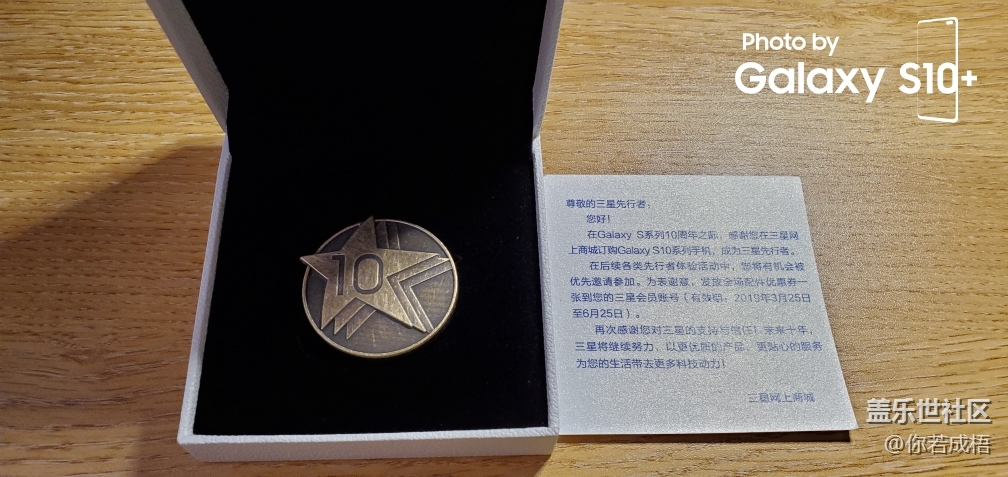 Photo by
Galaxy S10+
10
尊敬的三星先行者:
您好!
在Galaxy S系列10周年之际,感谢您在三星网
上商城订购Galaxy S10系列手机,成为三星先行者。
在后续各类先行者体验活动中,您将有机会被
优先邀请参加。为表谢意,发放全场配件优惠券一
张到您的三星会员账号(有效期:2019年3月25日
至6月25日)。
再次感谢您对三星的支持与信任!未来十年,
三星将继续努力,以更优质的产品、更贴心的服务
为您的生活带去更多科技动力!
三星网上商城
盖乐世社区
@你若成梧